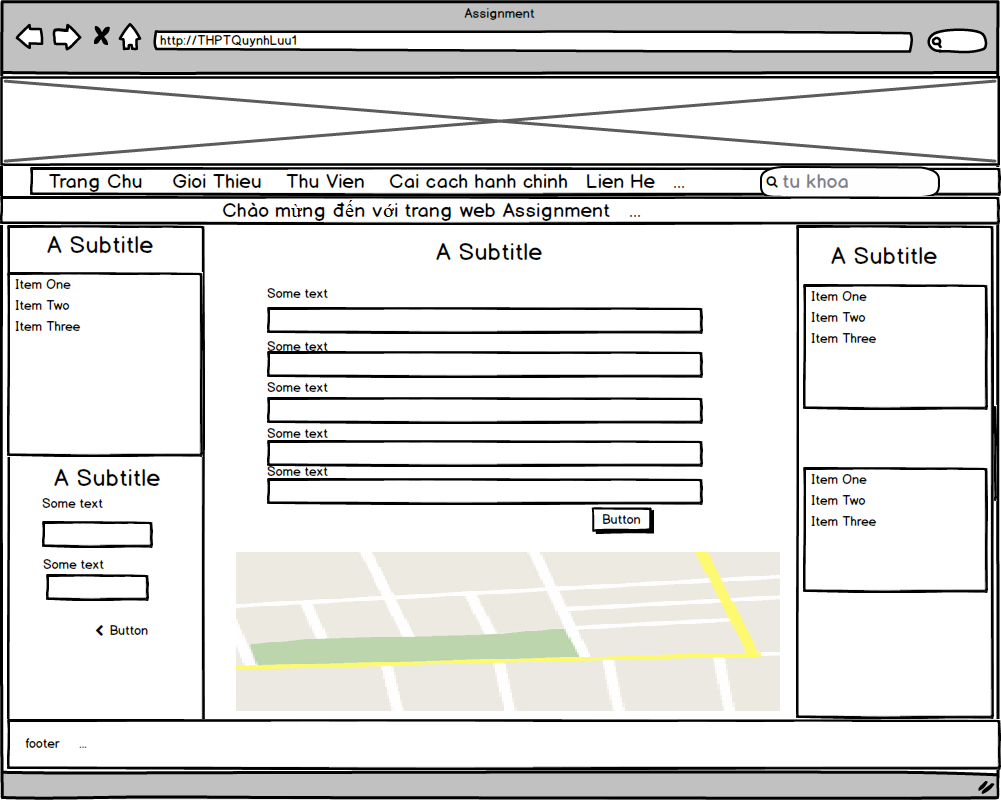 Assignment
http://THPTQuynhLuu1
Trang Chu Gioi Thieu Thu Vien Cai cach hanh chinh Lien He ...
tu khoa
Chào mừng đến với trang web Assignment ...
A Subtitle
Item One
Item Two
Item Three
A Subtitle
Some text
Some text
Button
A Subtitle
Some text
Some text
Some text
Some text
Some text
Button
A Subtitle
Item One
Item Two
Item Three
Item One
Item Two
Item Three
footer ...